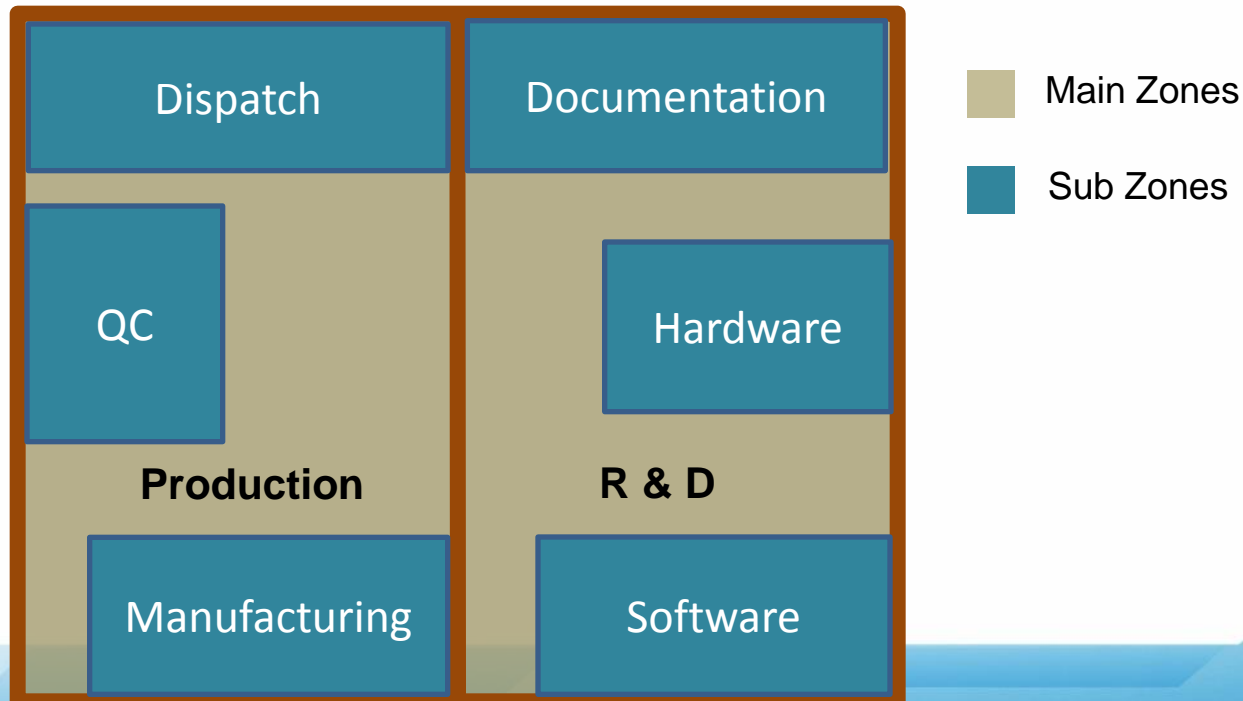 Dispatch
Documentation
Main Zones
Sub Zones
QC
Hardware
Production
R & D
Manufacturing
Software